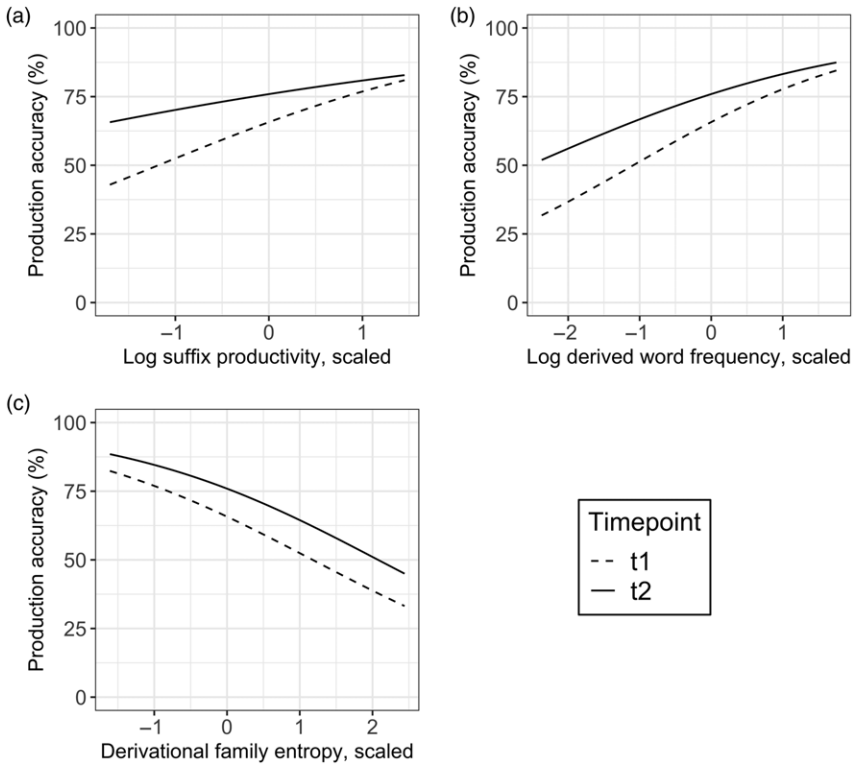 (a)
Production accuracy (%)
100
75
50
25
0
−1 0 1
Log suffix productivity, scaled
(b)
Production accuracy (%)
100
75
50
25
0
−2 −1 0 1
Log derived word frequency, scaled
(c)
Production accuracy (%)
100
75
50
25
0
−1 0 1 2
Derivational family entropy, scaled
Timepoint
t1
t2